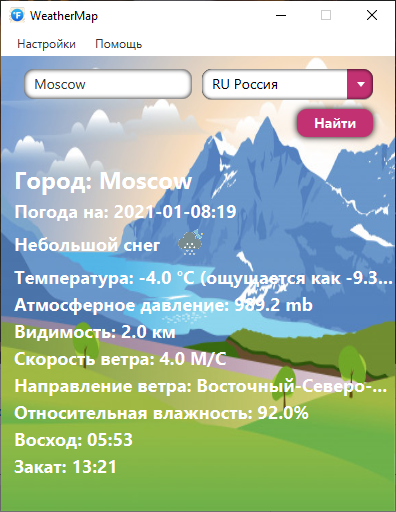 WeatherMap
Настройки Помощь
Moscow RU Россия
Найти
Город: Moscow
Погода на: 2021-01-08:19
Небольшой снег
Температура: -4.0 °C (ощущается как -9.3...
Атмосферное давление: 989.2 mb
Видимость: 2.0 км
Скорость ветра: 4.0 М/С
Направление ветра: Восточный-Северо-...
Относительная влажность: 92.0%
Восход: 05:53
Закат: 13:21